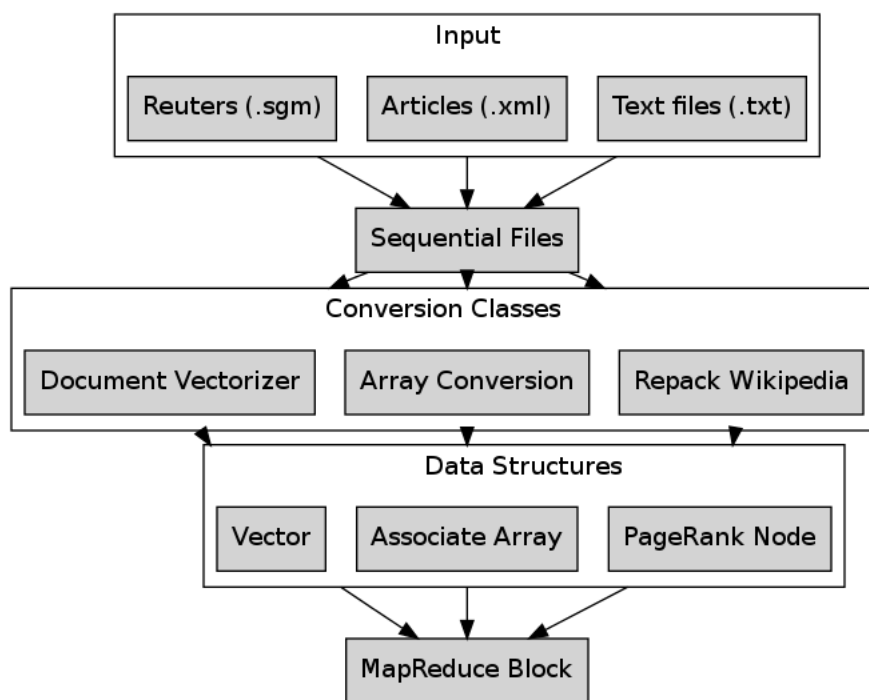 Input
Reuters (.sgm)
Articles (.xml)
Text files (.txt)
Sequential Files
Conversion Classes
Document Vectorizer
Array Conversion
Repack Wikipedia
Data Structures
Vector
Associate Array
PageRank Node
MapReduce Block